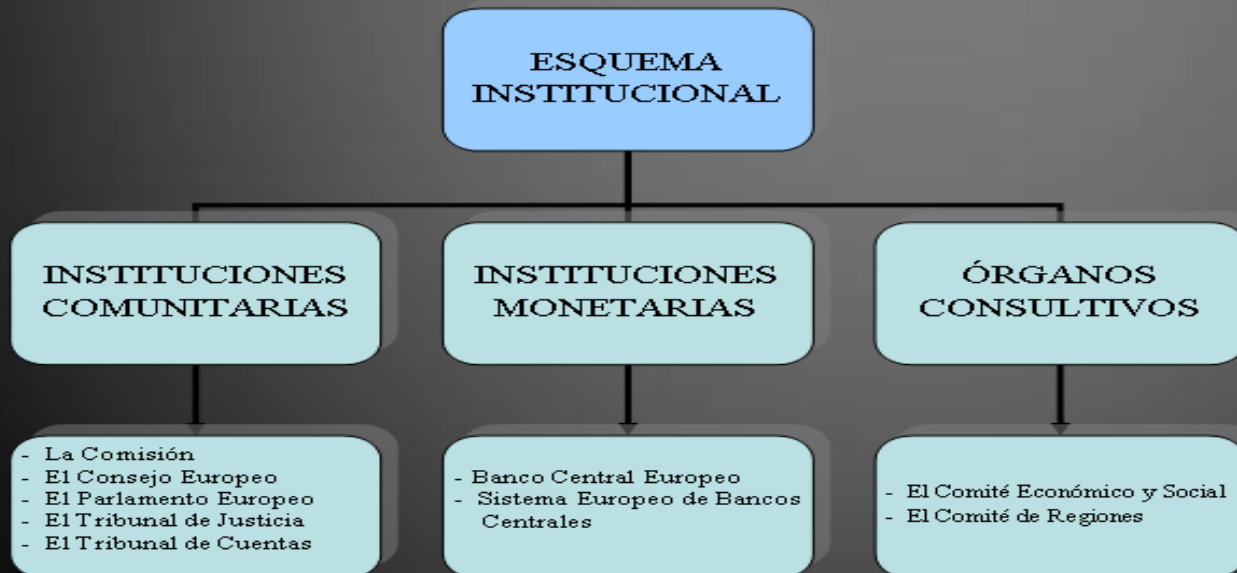 ESQUEMA
INSTITUCIONAL
INSTITUCIONES
COMUNITARIAS
INSTITUCIONES
MONETARIAS
ÓRGANOS
CONSULTIVOS
- La Comisión
- El Consejo Europeo
- El Parlamento Europeo
- El Tribunal de Justicia
- El Tribunal de Cuentas
- Banco Central Europeo
- Sistema Europeo de Bancos
Centrales
- El Comité Económico y Social
- El Comité de Regiones